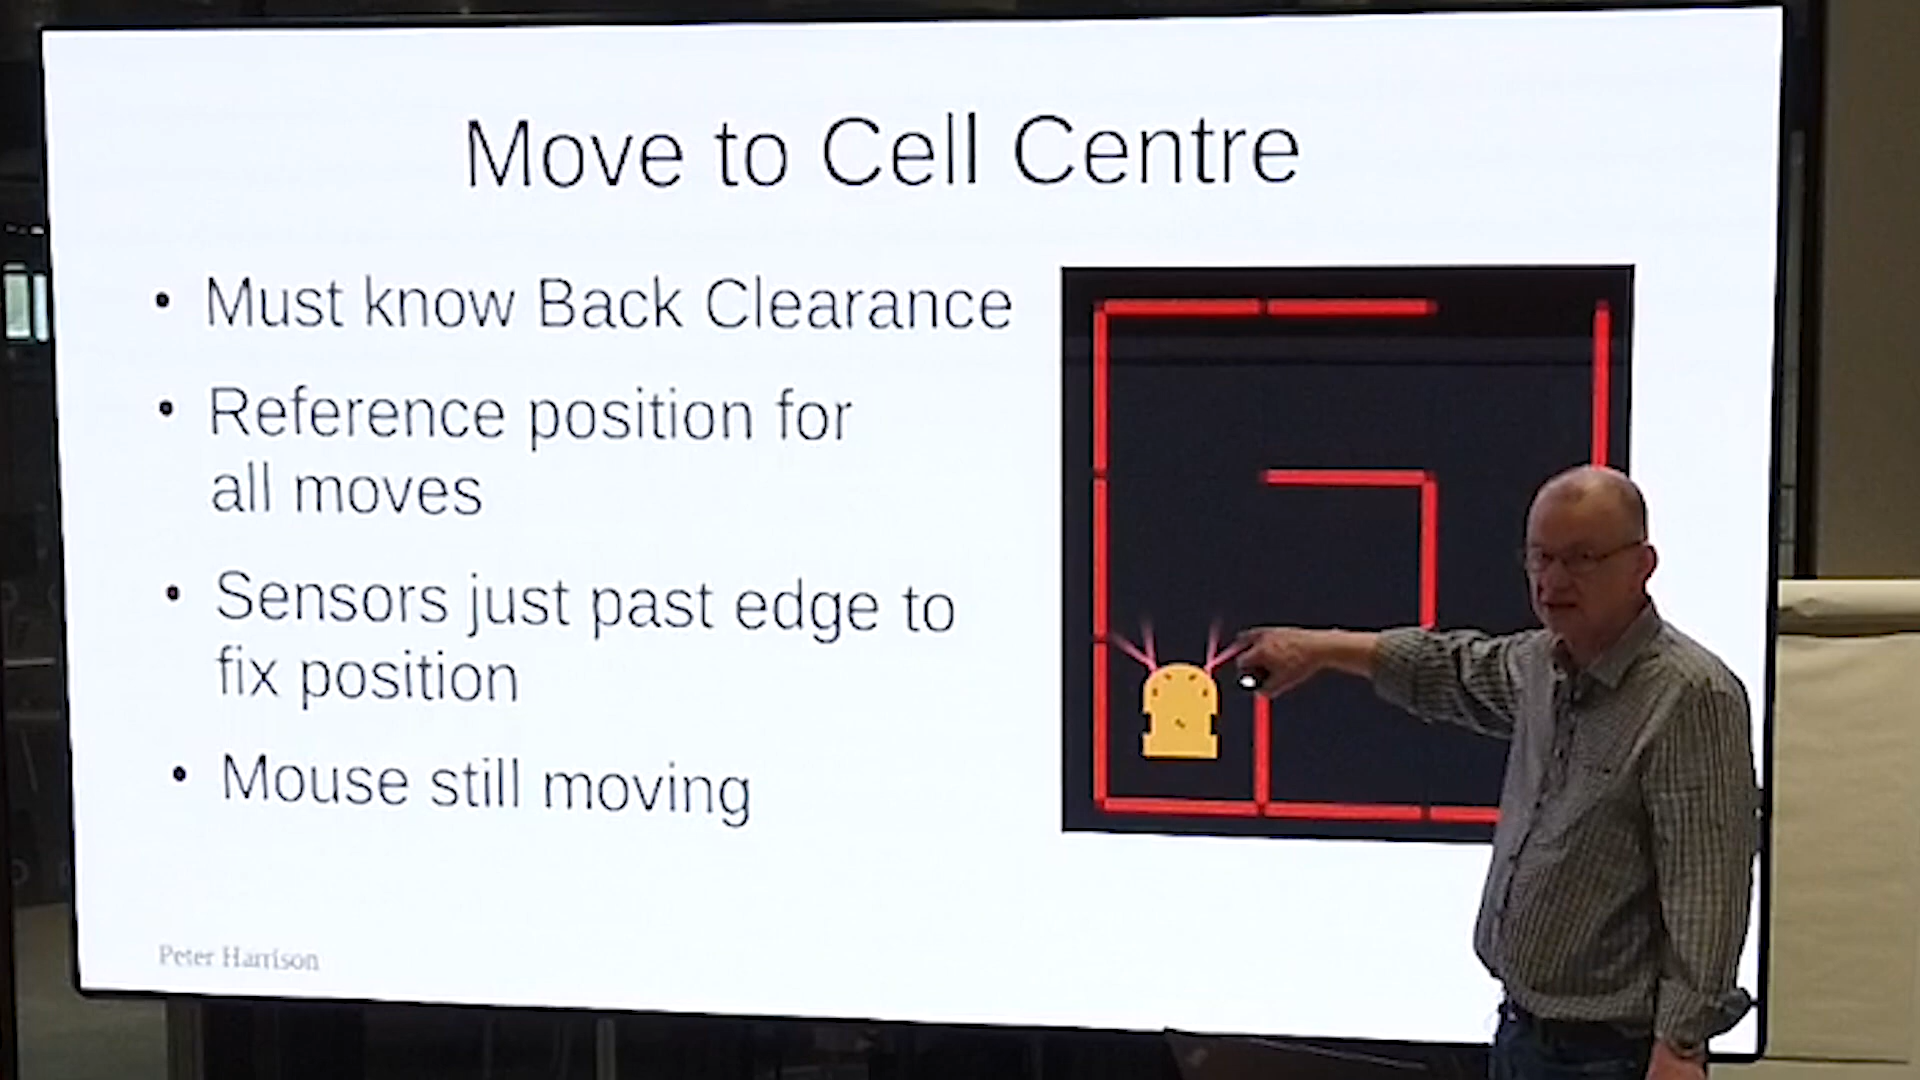 Move to Cell Centre
• Must know Back Clearance
• Reference position for
all moves
• Sensors just past edge to
fix position
• Mouse still moving
Peter Harrison